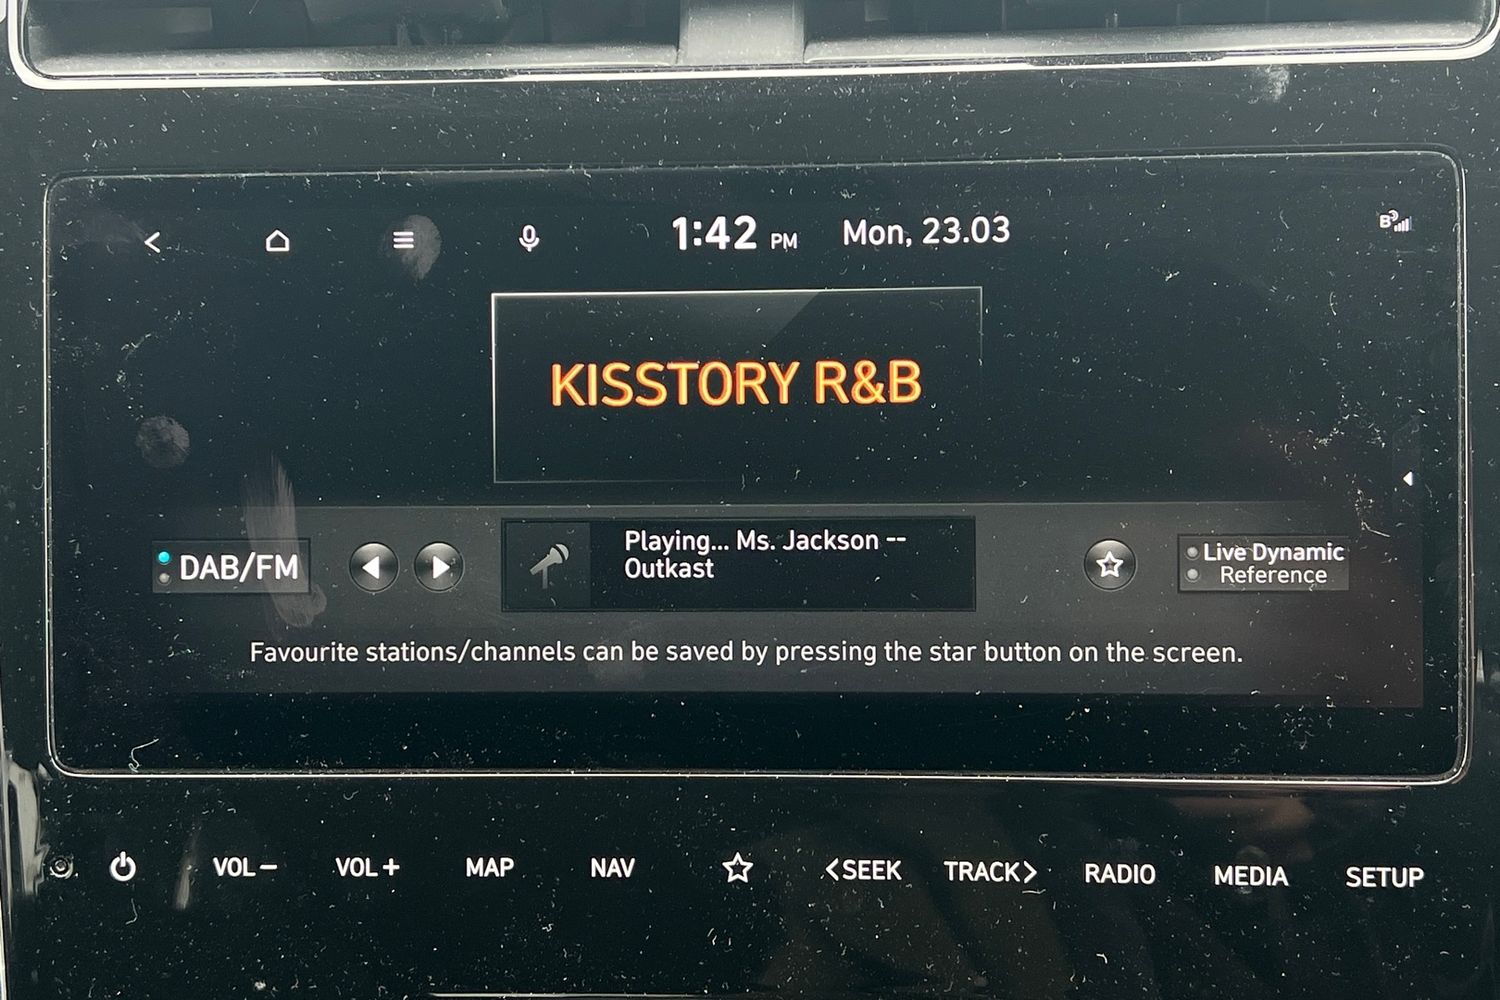 1:42 PM Mon, 23.03
B
KISSTORY R&B
DAB/FM
Playing... Ms. Jackson --
Outkast
Live Dynamic
Reference
Favourite stations/channels can be saved by pressing the star button on the screen.
VOL− VOL+ MAP NAV <SEEK TRACK> RADIO MEDIA SETUP